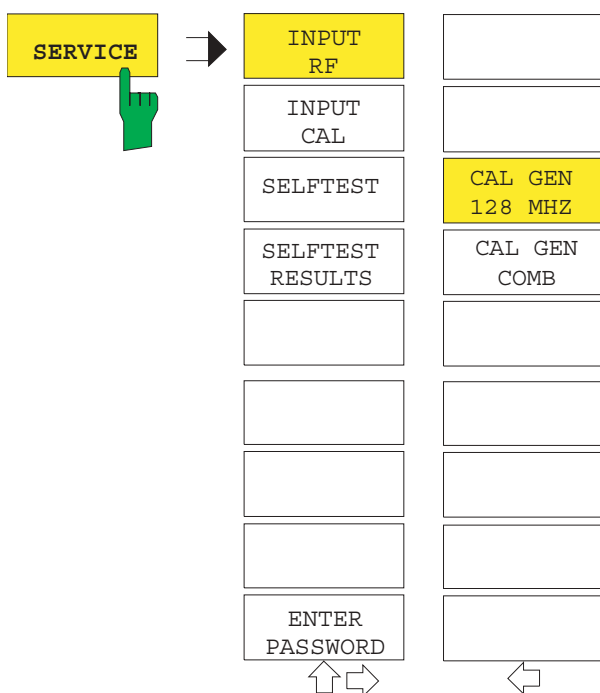 SERVICE
INPUT
RF
INPUT
CAL
SELFTEST
SELFTEST
RESULTS
ENTER
PASSWORD
CAL GEN
128 MHZ
CAL GEN
COMB